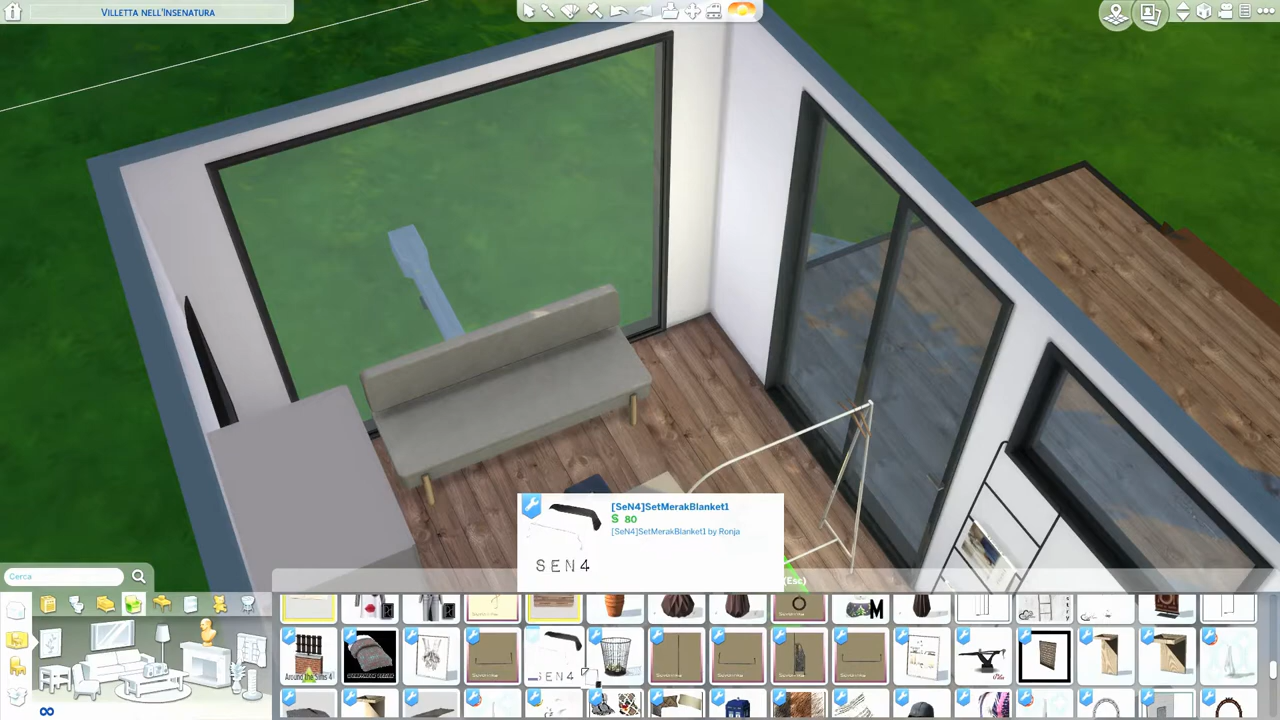 VILLETTA NELL'INSENATURA
[SeN4]SetMerakBlanket1
§ 80
[SeN4]SetMerakBlanket1 by Ronja
SEN4
(Esc)
Cerca
M
Around the Sims 4
SEN4
∞